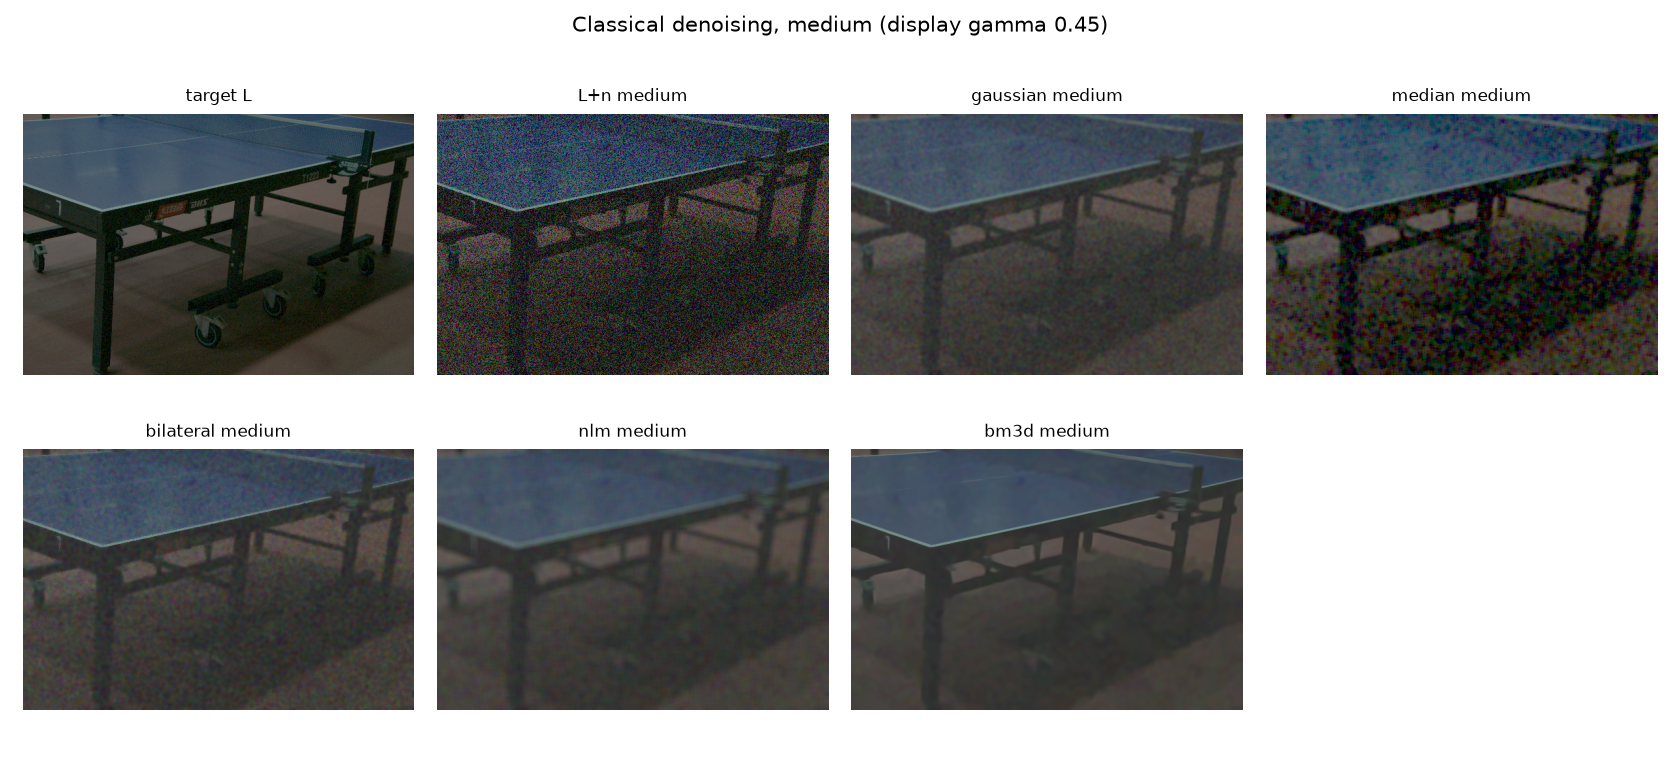 Classical denoising, medium (display gamma 0.45)
target L
L+n medium
gaussian medium
median medium
bilateral medium
nlm medium
bm3d medium